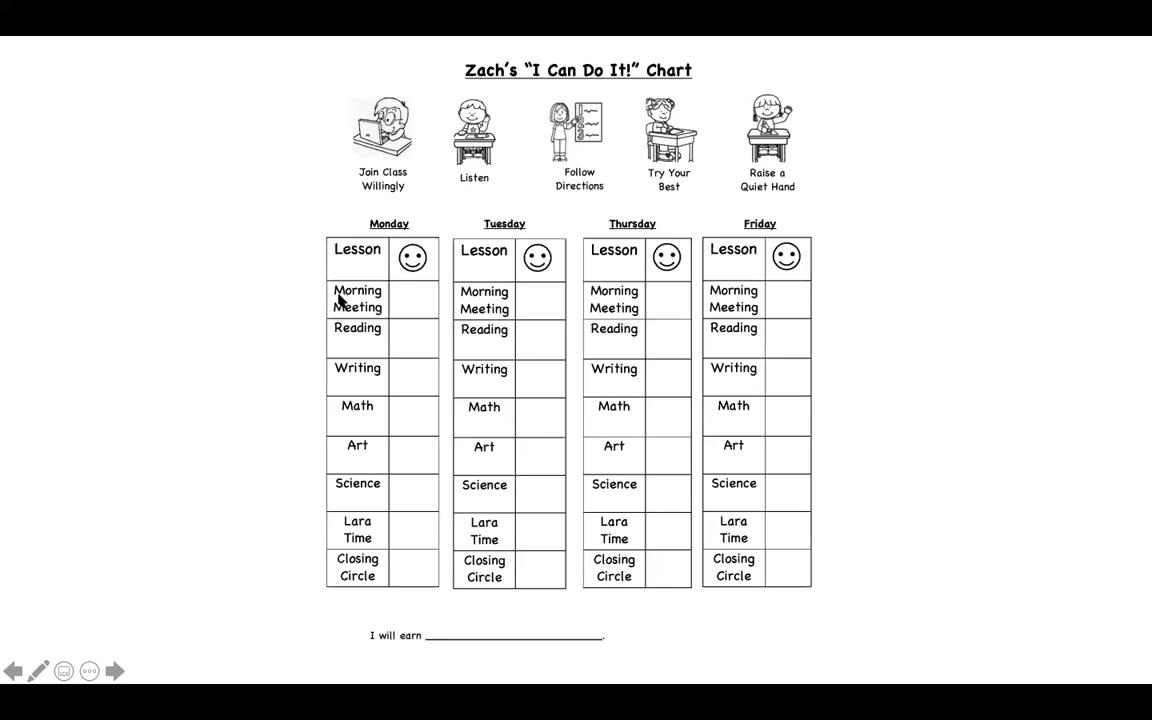 Zach's "I Can Do It!" Chart
Join Class
Willingly
Listen
Follow
Directions
Try Your
Best
Raise a
Quiet Hand
Monday
Lesson
Morning
Meeting
Reading
Writing
Math
Art
Science
Lara
Time
Closing
Circle
Tuesday
Lesson
Morning
Meeting
Reading
Writing
Math
Art
Science
Lara
Time
Closing
Circle
Thursday
Lesson
Morning
Meeting
Reading
Writing
Math
Art
Science
Lara
Time
Closing
Circle
Friday
Lesson
Morning
Meeting
Reading
Writing
Math
Art
Science
Lara
Time
Closing
Circle
I will earn ______________________.